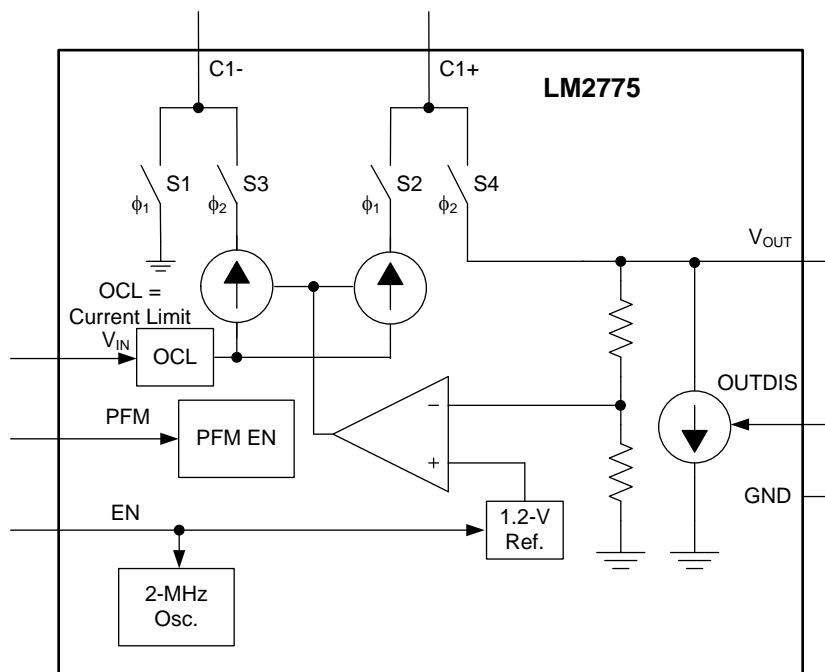 C1-
C1+
LM2775
S1
S3
S2
S4
ϕ1
ϕ2
ϕ1
ϕ2
VOUT
OCL =
Current Limit
VIN
OCL
OUTDIS
PFM
PFM EN
−
+
GND
EN
1.2-V
Ref.
2-MHz
Osc.